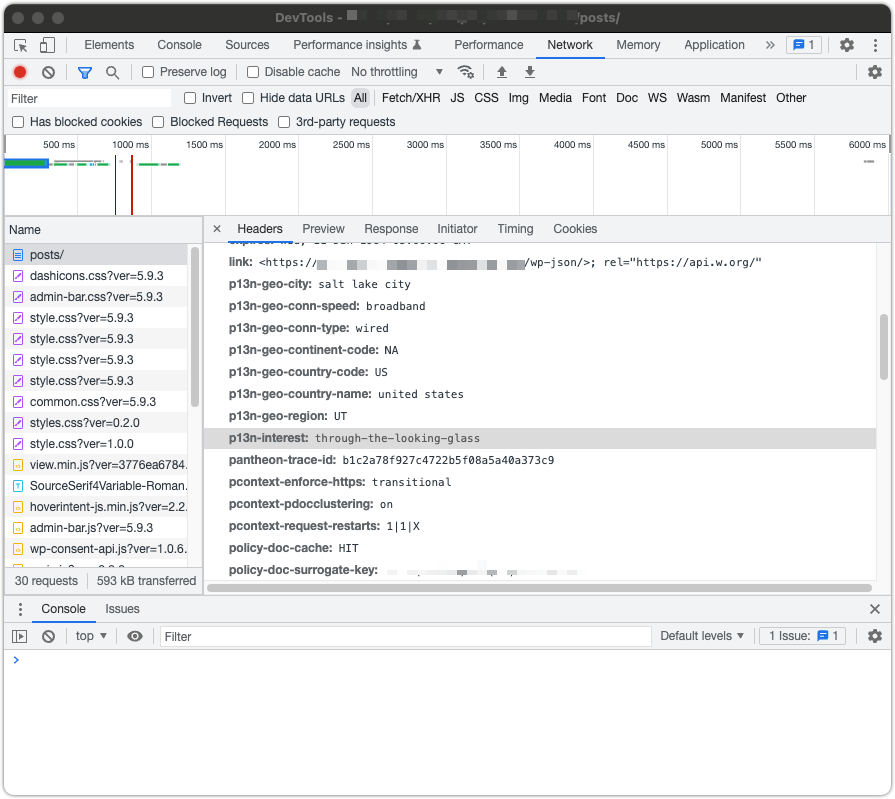 DevTools - /posts/
Elements Console Sources Performance insights Performance Network Memory Application » 1
Preserve log Disable cache No throttling
Filter Invert Hide data URLs All Fetch/XHR JS CSS Img Media Font Doc WS Wasm Manifest Other
Has blocked cookies Blocked Requests 3rd-party requests
500 ms 1000 ms 1500 ms 2000 ms 2500 ms 3000 ms 3500 ms 4000 ms 4500 ms 5000 ms 5500 ms 6000 ms
Name
posts/
dashicons.css?ver=5.9.3
admin-bar.css?ver=5.9.3
style.css?ver=5.9.3
style.css?ver=5.9.3
style.css?ver=5.9.3
style.css?ver=5.9.3
common.css?ver=5.9.3
styles.css?ver=0.2.0
style.css?ver=1.0.0
view.min.js?ver=3776ea6784.
SourceSerif4Variable-Roman.
hoverintent-js.min.js?ver=2.2.
admin-bar.js?ver=5.9.3
wp-consent-api.js?ver=1.0.6.
30 requests 593 kB transferred
× Headers Preview Response Initiator Timing Cookies
link: <https:// /wp-json/>; rel="https://api.w.org/"
p13n-geo-city: salt lake city
p13n-geo-conn-speed: broadband
p13n-geo-conn-type: wired
p13n-geo-continent-code: NA
p13n-geo-country-code: US
p13n-geo-country-name: united states
p13n-geo-region: UT
p13n-interest: through-the-looking-glass
pantheon-trace-id: b1c2a78f927c4722b5f08a5a40a373c9
pcontext-enforce-https: transitional
pcontext-pdocclustering: on
pcontext-request-restarts: 1|1|X
policy-doc-cache: HIT
policy-doc-surrogate-key:
Console Issues
top Filter Default levels 1 Issue: 1
>